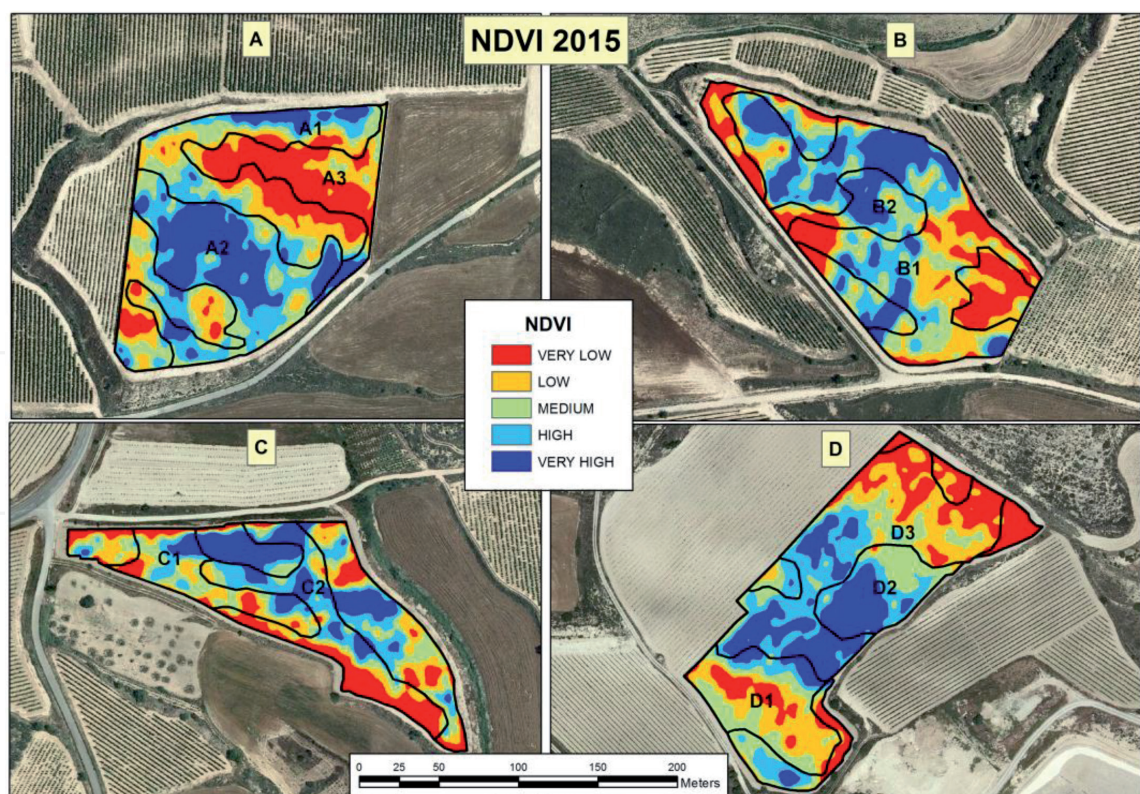 A
NDVI 2015
B
A1
A3
A2
B2
B1
NDVI
VERY LOW
LOW
MEDIUM
HIGH
VERY HIGH
C
D
C1
C2
D3
D2
D1
0 25 50 100 150 200
Meters